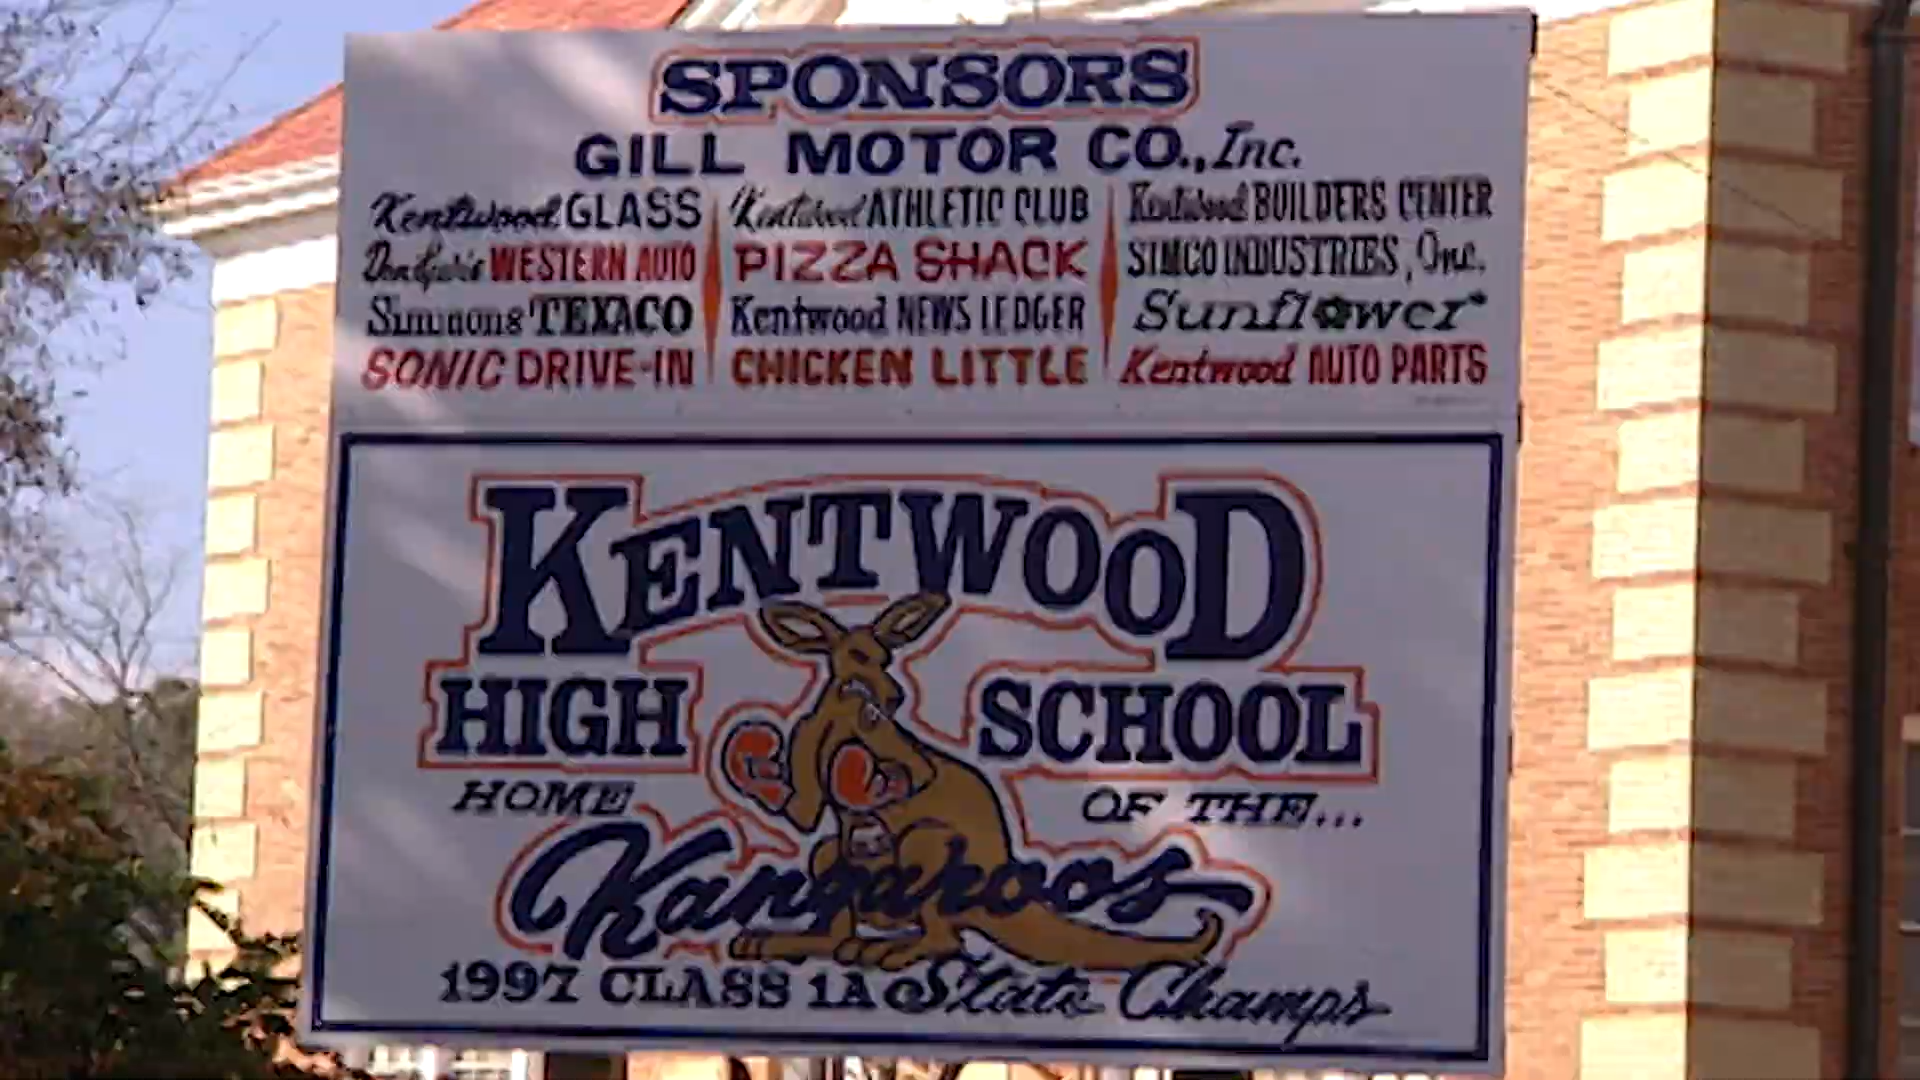 SPONSORS
GILL MOTOR CO., Inc.
Kentwood GLASS
WESTERN AUTO
Simmons' TEXACO
SONIC DRIVE-IN
Kentwood ATHLETIC CLUB
PIZZA SHACK
Kentwood NEWS LEDGER
CHICKEN LITTLE
Kentwood BUILDERS CENTER
SIMCO INDUSTRIES, Inc.
Sunflower
Kentwood AUTO PARTS
KENTWOOD
HIGH SCHOOL
HOME OF THE...
Kangaroos
1997 CLASS 1A State Champs